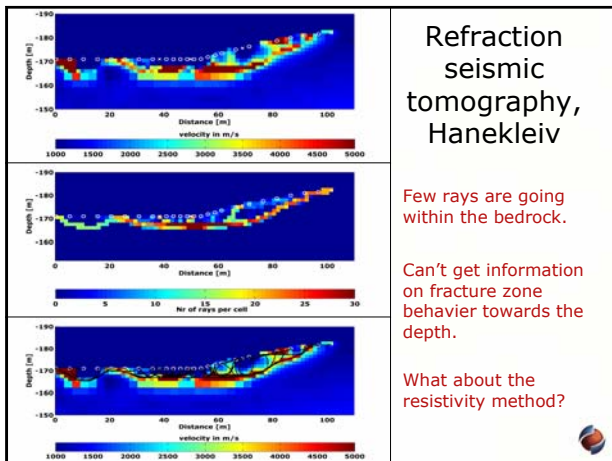 -190
-180
-170
-160
-150
Depth [m]
0 20 40 60 80 100
Distance [m]
velocity in m/s
1000 1500 2000 2500 3000 3500 4000 4500 5000
-190
-180
-170
-160
Depth [m]
0 20 40 60 80 100
Distance [m]
0 5 10 15 20 25 30
Nr of rays per cell
-190
-180
-170
-160
-150
Depth [m]
0 20 40 60 80 100
Distance [m]
velocity in m/s
1000 1500 2000 2500 3000 3500 4000 4500 5000
Refraction
seismic
tomography,
Hanekleiv
Few rays are going
within the bedrock.
Can't get information
on fracture zone
behavier towards the
depth.
What about the
resistivity method?